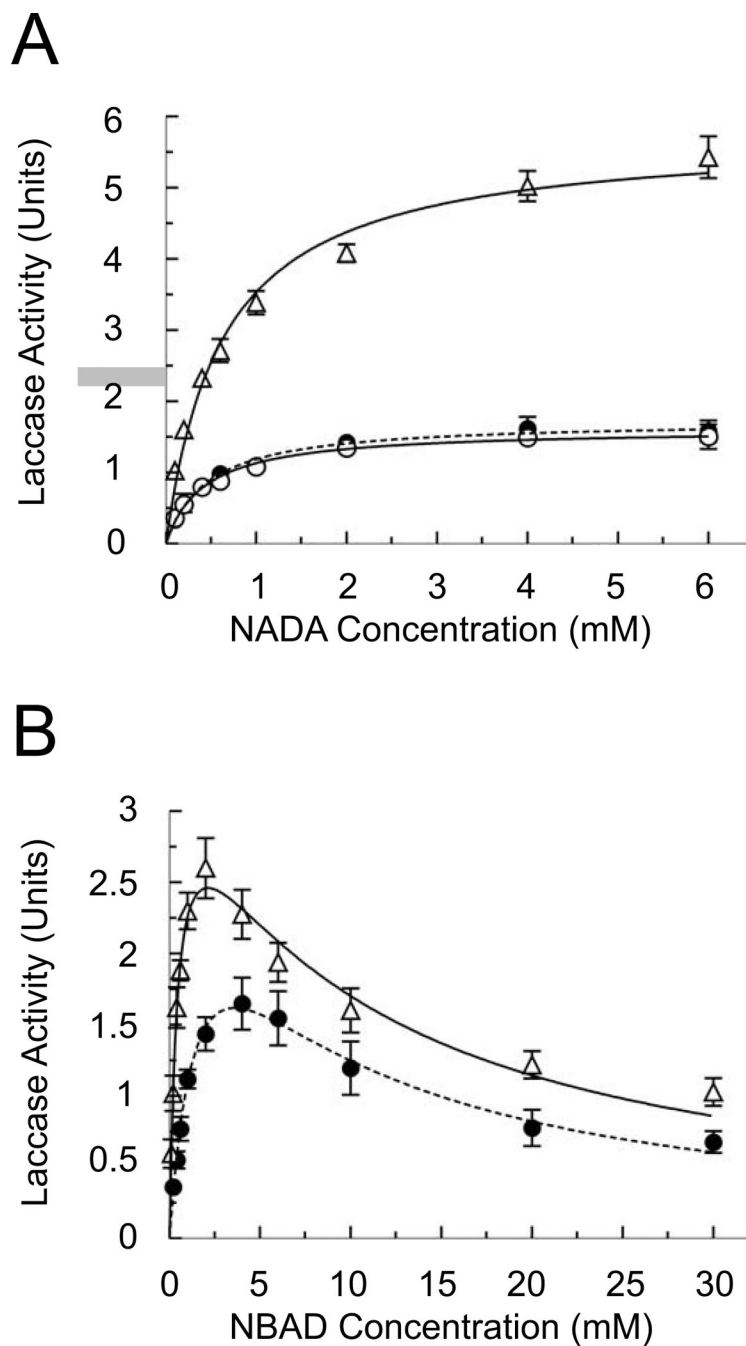 A
6
5
4
3
2
1
0
Laccase Activity (Units)
0 1 2 3 4 5 6
NADA Concentration (mM)
B
3
2.5
2
1.5
1
0.5
0
Laccase Activity (Units)
0 5 10 15 20 25 30
NBAD Concentration (mM)